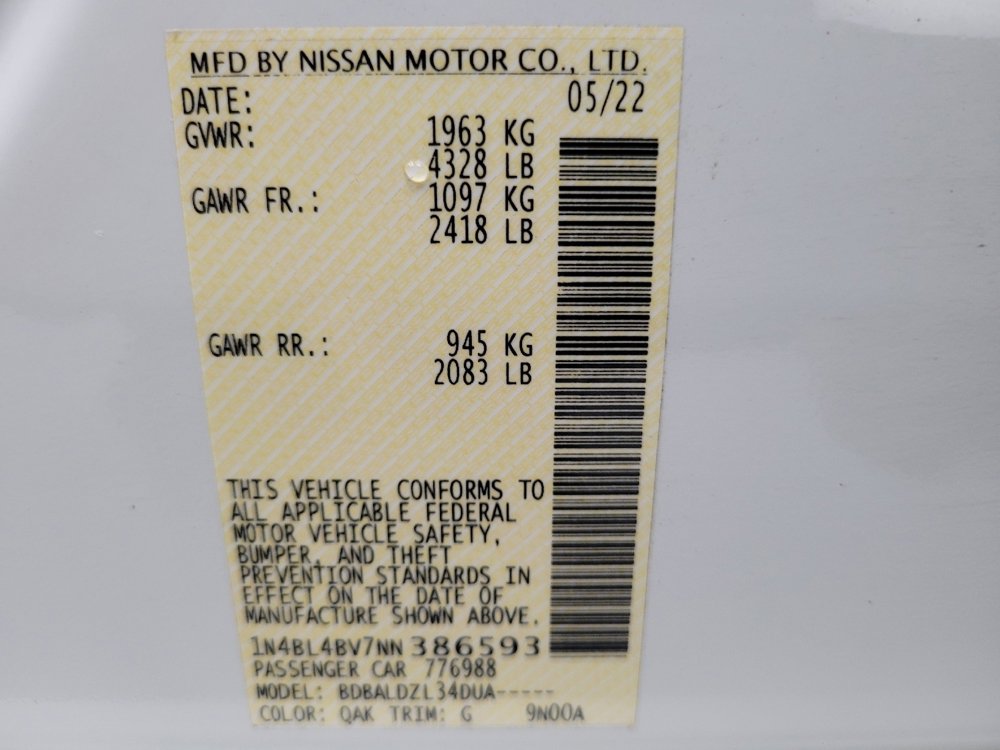 MFD BY NISSAN MOTOR CO., LTD.
DATE: 05/22
GVWR: 1963 KG
4328 LB
GAWR FR.: 1097 KG
2418 LB
GAWR RR.: 945 KG
2083 LB
THIS VEHICLE CONFORMS TO
ALL APPLICABLE FEDERAL
MOTOR VEHICLE SAFETY,
BUMPER, AND THEFT
PREVENTION STANDARDS IN
EFFECT ON THE DATE OF
MANUFACTURE SHOWN ABOVE.
1N4BL4BV7NN386593
PASSENGER CAR 776988
MODEL: BDBALDZL34DUA-----
COLOR: QAK TRIM: G 9N00A